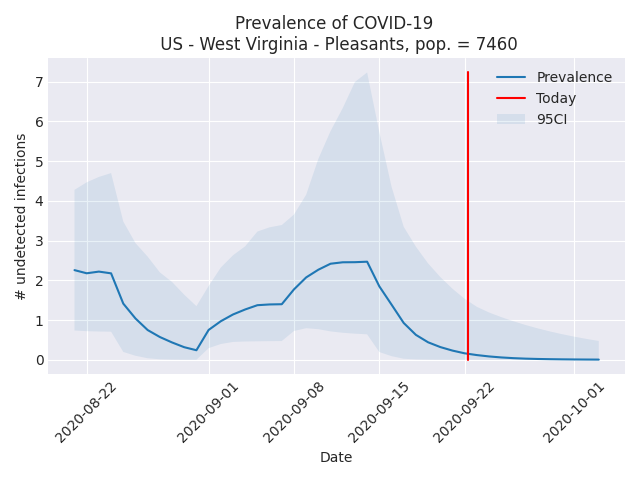 Prevalence of COVID-19
US - West Virginia - Pleasants, pop. = 7460
Prevalence
Today
95CI
# undetected infections
7
6
5
4
3
2
1
0
2020-08-22
2020-09-01
2020-09-08
2020-09-15
2020-09-22
2020-10-01
Date